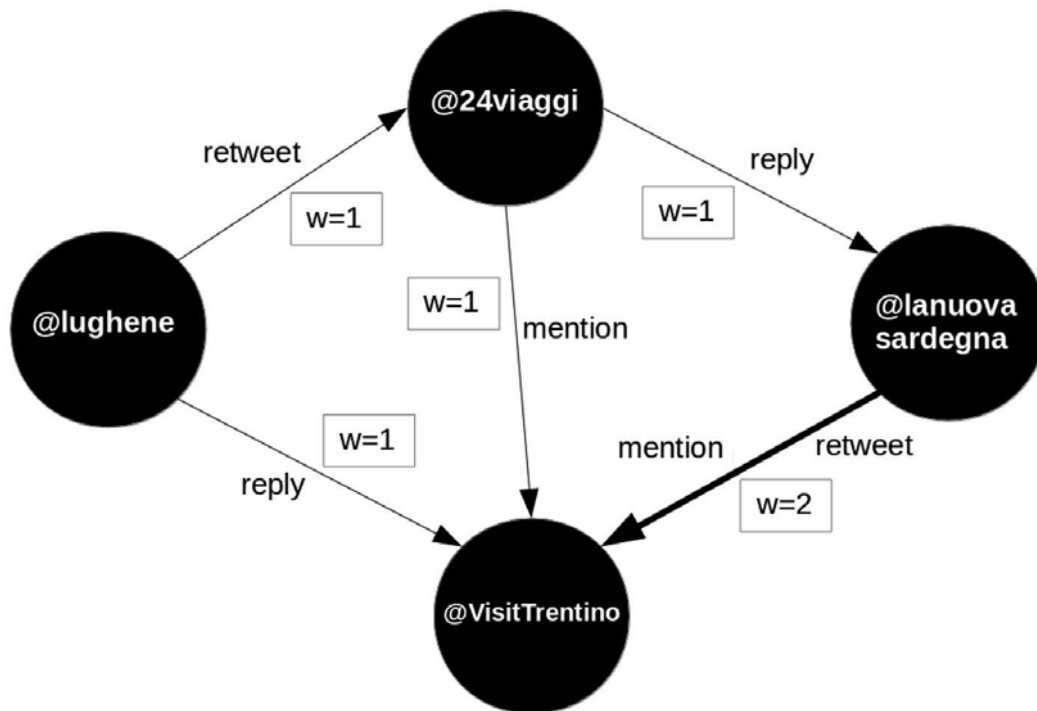 @24viaggi
retweet
reply
w=1
w=1
w=1
@lughene
mention
@lanuova
sardegna
w=1
mention
retweet
reply
w=2
@VisitTrentino